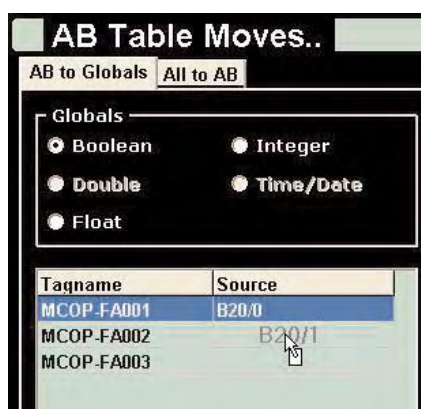 AB Table Moves..
AB to Globals All to AB
Globals
Boolean Integer
Double Time/Date
Float
Tagname Source
MCOP-FA001 B20/0
MCOP-FA002 B20/1
MCOP-FA003